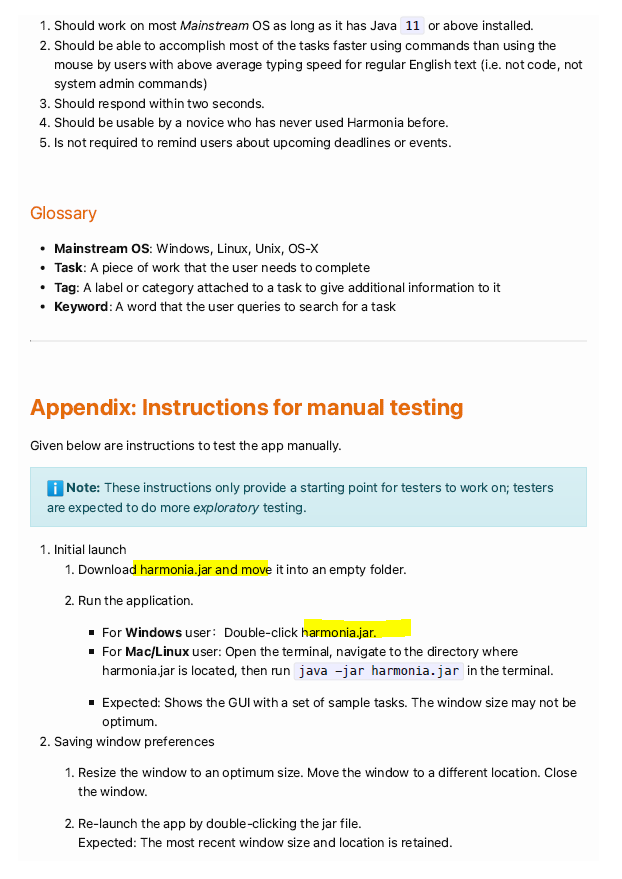 1. Should work on most Mainstream OS as long as it has Java 11 or above installed.
2. Should be able to accomplish most of the tasks faster using commands than using the
mouse by users with above average typing speed for regular English text (i.e. not code, not
system admin commands)
3. Should respond within two seconds.
4. Should be usable by a novice who has never used Harmonia before.
5. Is not required to remind users about upcoming deadlines or events.
Glossary
• Mainstream OS: Windows, Linux, Unix, OS-X
• Task: A piece of work that the user needs to complete
• Tag: A label or category attached to a task to give additional information to it
• Keyword: A word that the user queries to search for a task
Appendix: Instructions for manual testing
Given below are instructions to test the app manually.
ℹ️ Note: These instructions only provide a starting point for testers to work on; testers
are expected to do more exploratory testing.
1. Initial launch
1. Download harmonia.jar and move it into an empty folder.
2. Run the application.
▪ For Windows user: Double-click harmonia.jar.
▪ For Mac/Linux user: Open the terminal, navigate to the directory where
harmonia.jar is located, then run java -jar harmonia.jar in the terminal.
▪ Expected: Shows the GUI with a set of sample tasks. The window size may not be
optimum.
2. Saving window preferences
1. Resize the window to an optimum size. Move the window to a different location. Close
the window.
2. Re-launch the app by double-clicking the jar file.
Expected: The most recent window size and location is retained.